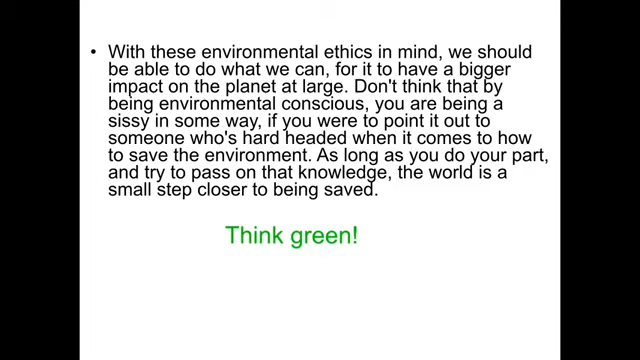 • With these environmental ethics in mind, we should
be able to do what we can, for it to have a bigger
impact on the planet at large. Don't think that by
being environmental conscious, you are being a
sissy in some way, if you were to point it out to
someone who's hard headed when it comes to how
to save the environment. As long as you do your part,
and try to pass on that knowledge, the world is a
small step closer to being saved.
Think green!